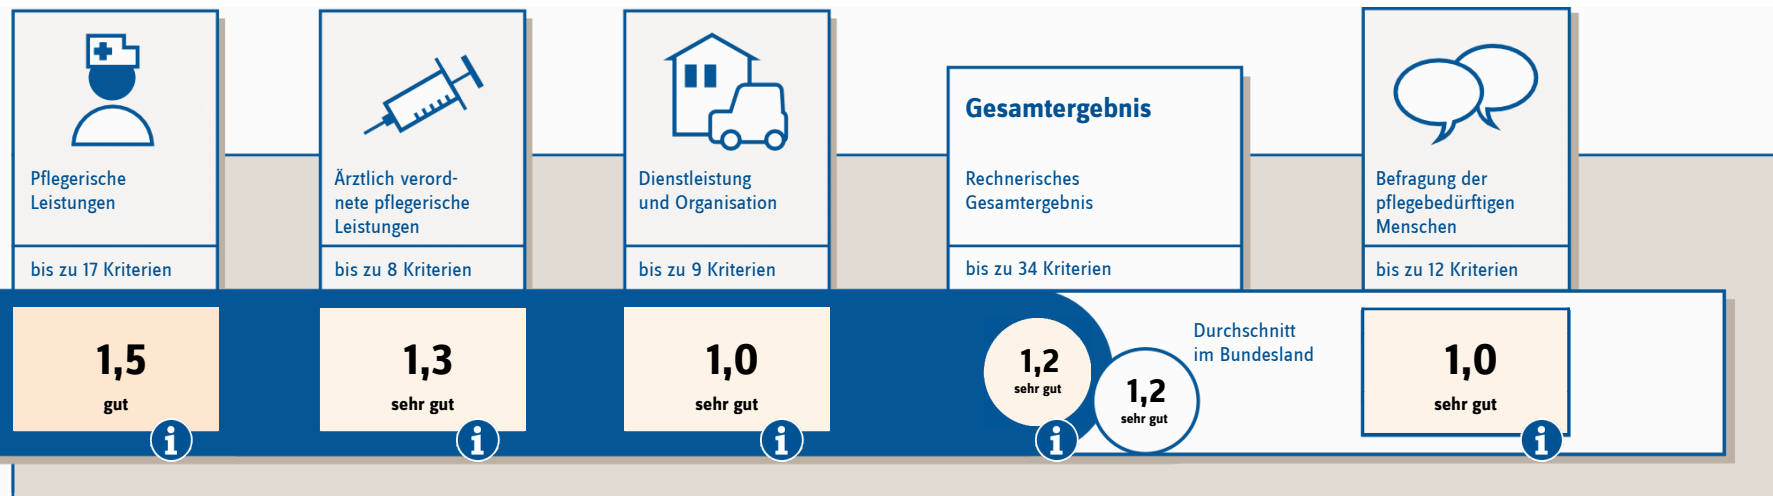 Pflegerische
Leistungen
bis zu 17 Kriterien
1,5
gut
Ärztlich verord-
nete pflegerische
Leistungen
bis zu 8 Kriterien
1,3
sehr gut
Dienstleistung
und Organisation
bis zu 9 Kriterien
1,0
sehr gut
Gesamtergebnis
Rechnerisches
Gesamtergebnis
bis zu 34 Kriterien
1,2
sehr gut
Durchschnitt
im Bundesland
1,2
sehr gut
Befragung der
pflegebedürftigen
Menschen
bis zu 12 Kriterien
1,0
sehr gut